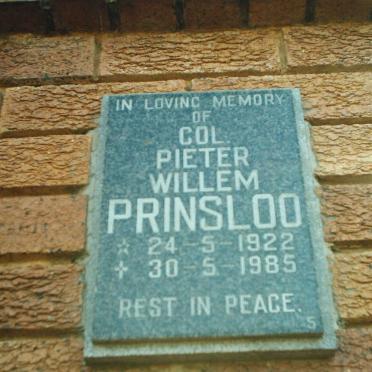 IN LOVING MEMORY
OF
COL
PIETER
WILLEM
PRINSLOO
☆ 24-5-1922
✢ 30-5-1985
REST IN PEACE.
S